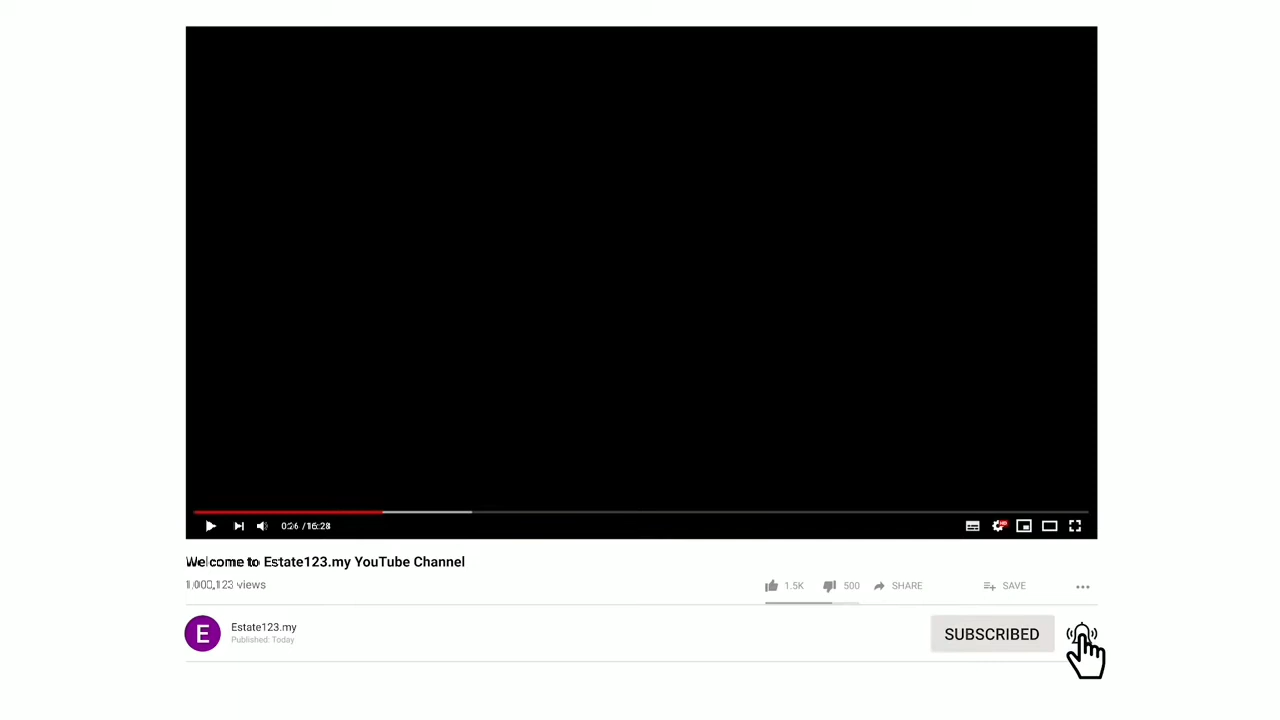 0:26 / 16:28
Welcome to Estate123.my YouTube Channel
1,000,123 views
1.5K
500
SHARE
SAVE
E
Estate123.my
Published: Today
SUBSCRIBED